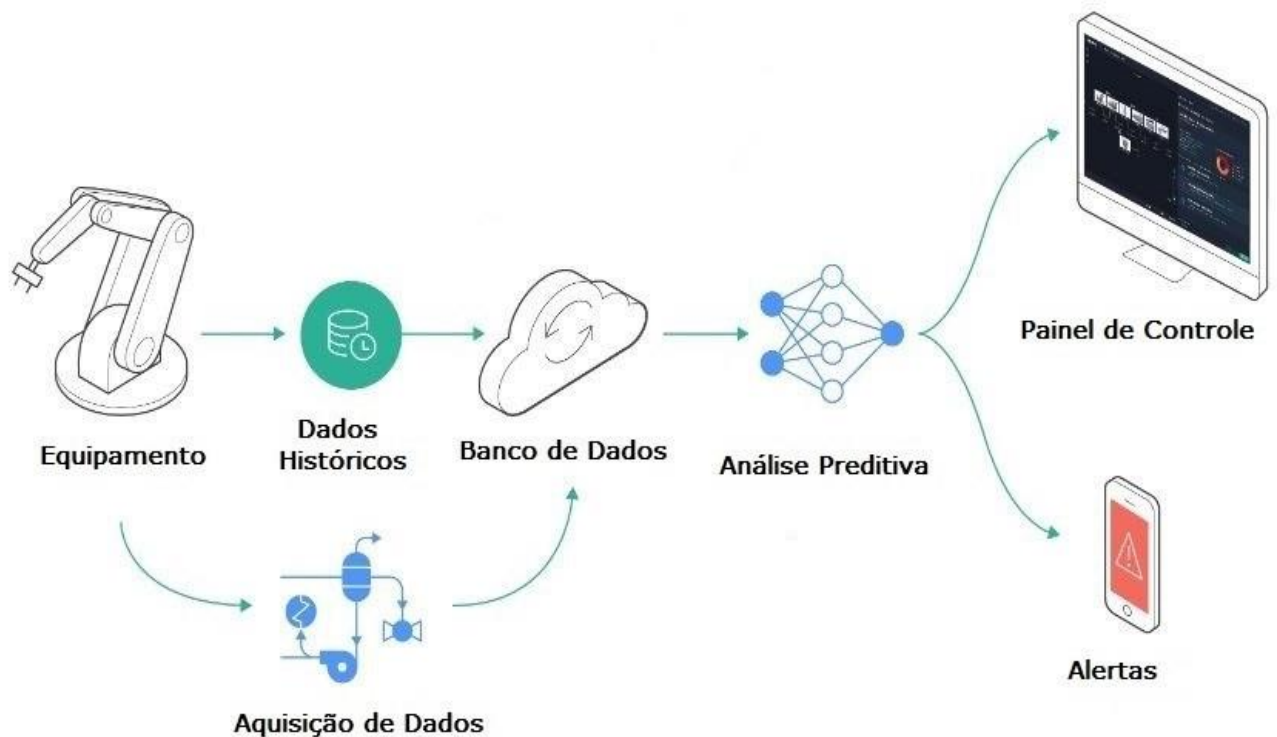 Painel de Controle
Equipamento
Dados
Históricos
Banco de Dados
Análise Preditiva
Aquisição de Dados
Alertas